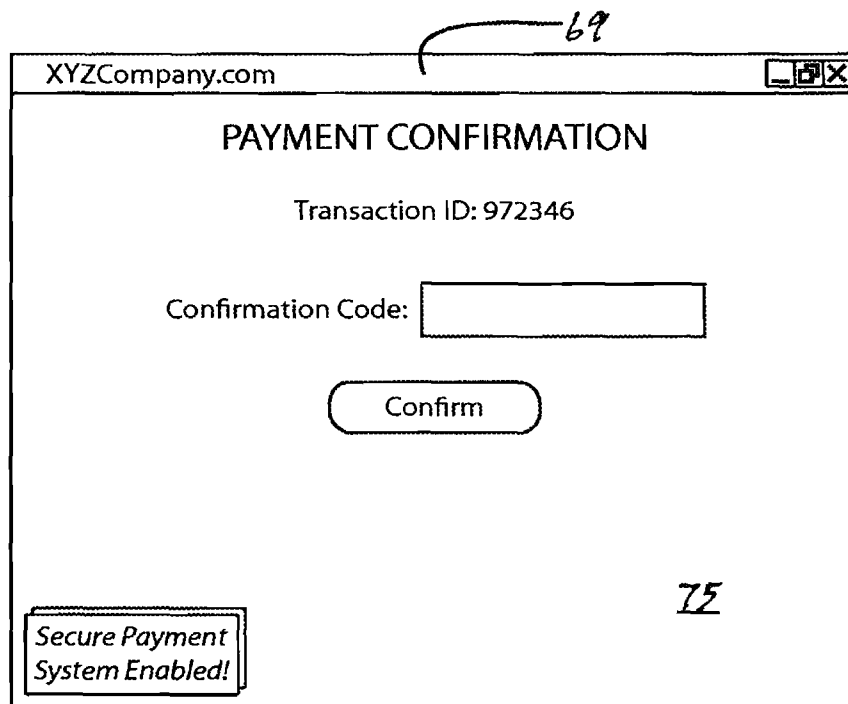 69
XYZCompany.com
PAYMENT CONFIRMATION
Transaction ID: 972346
Confirmation Code:
Confirm
75
Secure Payment
System Enabled!